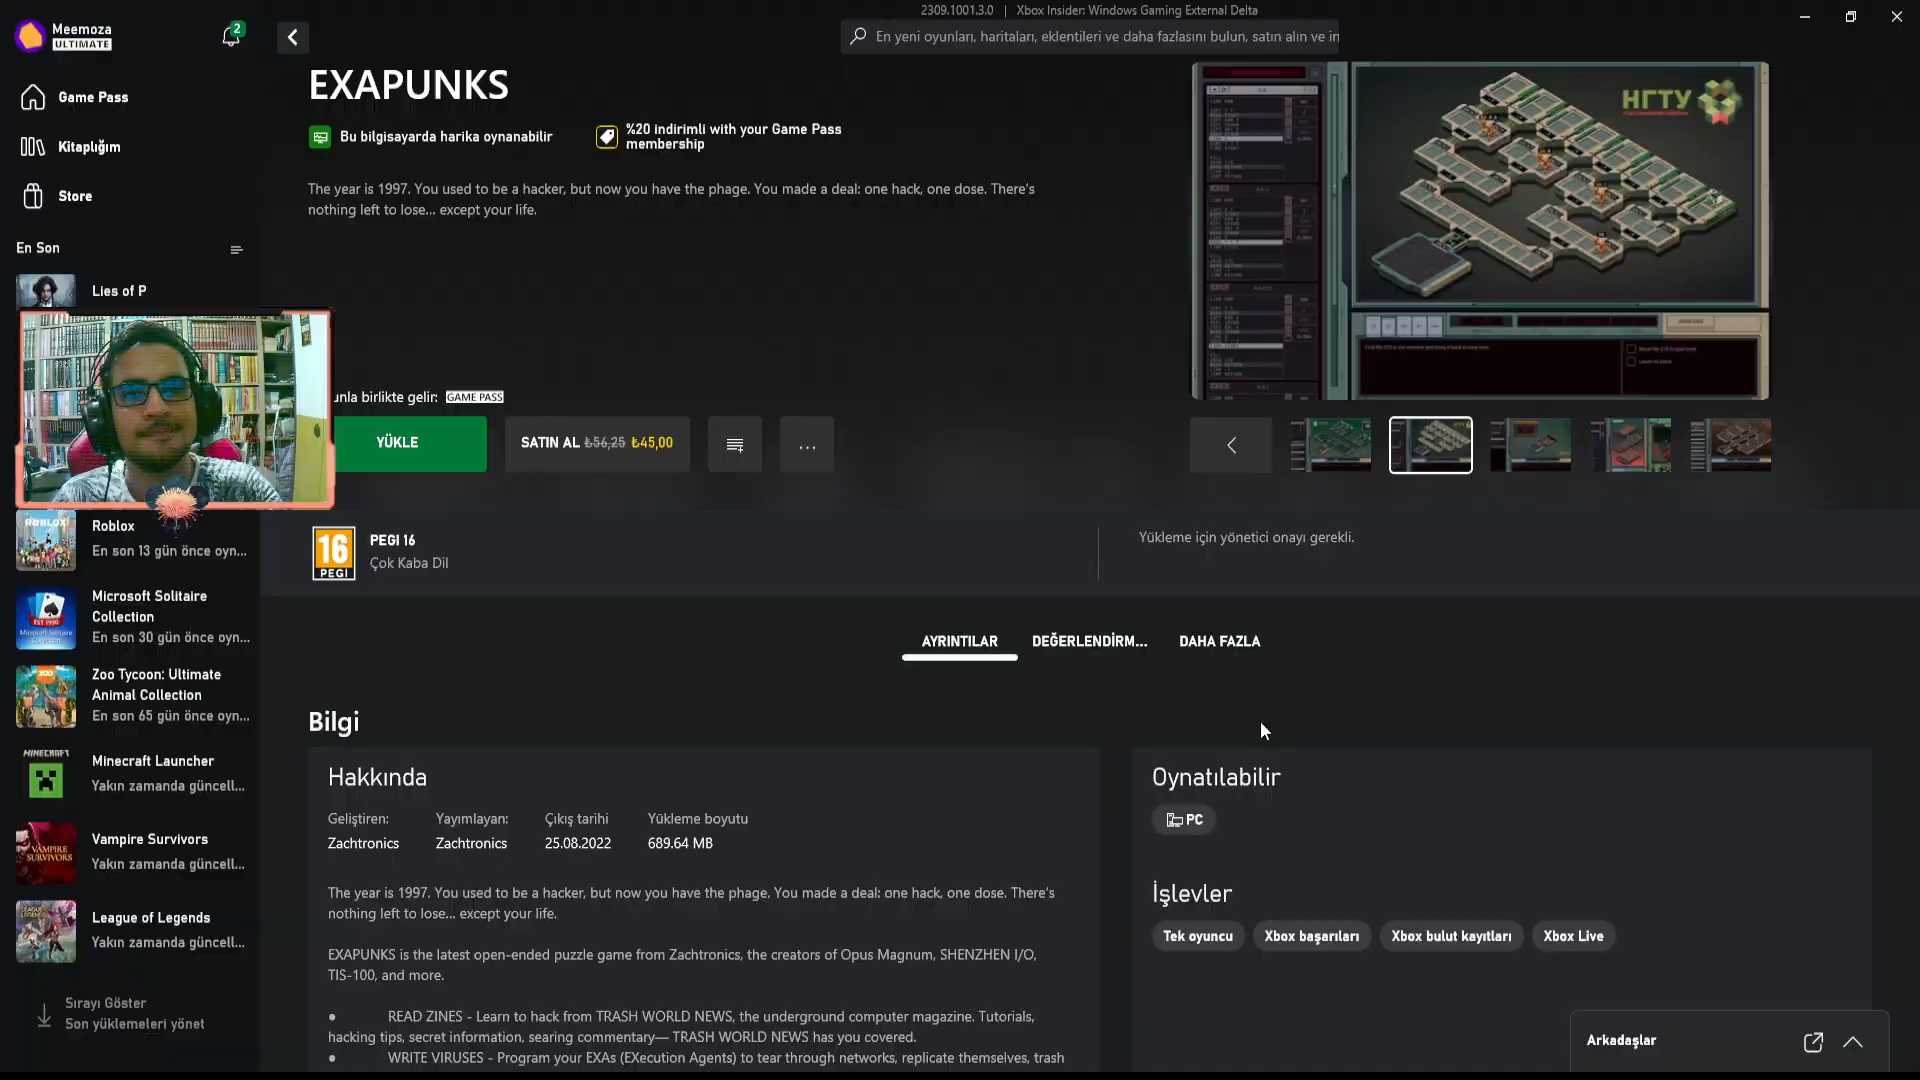 2309.1001.3.0 | Xbox Insider: Windows Gaming External Delta
Meemoza
ULTIMATE
2
En yeni oyunları, haritaları, eklentileri ve daha fazlasını bulun, satın alın ve in
Game Pass
Kitaplığım
Store
En Son
Lies of P
Roblox
En son 13 gün önce oyn...
Microsoft Solitaire
Collection
En son 30 gün önce oyn...
Zoo Tycoon: Ultimate
Animal Collection
En son 65 gün önce oyn...
Minecraft Launcher
Yakın zamanda güncell...
Vampire Survivors
Yakın zamanda güncell...
League of Legends
Yakın zamanda güncell...
Sırayı Göster
Son yüklemeleri yönet
EXAPUNKS
Bu bilgisayarda harika oynanabilir
%20 indirimli with your Game Pass
membership
The year is 1997. You used to be a hacker, but now you have the phage. You made a deal: one hack, one dose. There's
nothing left to lose... except your life.
НГТУ
unla birlikte gelir: GAME PASS
YÜKLE
SATIN AL ₺56,25 ₺45,00
...
16
PEGI
PEGI 16
Çok Kaba Dil
Yükleme için yönetici onayı gerekli.
AYRINTILAR
DEĞERLENDİRM...
DAHA FAZLA
Bilgi
Hakkında
Geliştiren:
Zachtronics
Yayımlayan:
Zachtronics
Çıkış tarihi
25.08.2022
Yükleme boyutu
689.64 MB
The year is 1997. You used to be a hacker, but now you have the phage. You made a deal: one hack, one dose. There's
nothing left to lose... except your life.
EXAPUNKS is the latest open-ended puzzle game from Zachtronics, the creators of Opus Magnum, SHENZHEN I/O,
TIS-100, and more.
● READ ZINES - Learn to hack from TRASH WORLD NEWS, the underground computer magazine. Tutorials,
hacking tips, secret information, searing commentary— TRASH WORLD NEWS has you covered.
● WRITE VIRUSES - Program your EXAs (EXecution Agents) to tear through networks, replicate themselves, trash
Oynatılabilir
PC
İşlevler
Tek oyuncu
Xbox başarıları
Xbox bulut kayıtları
Xbox Live
Arkadaşlar